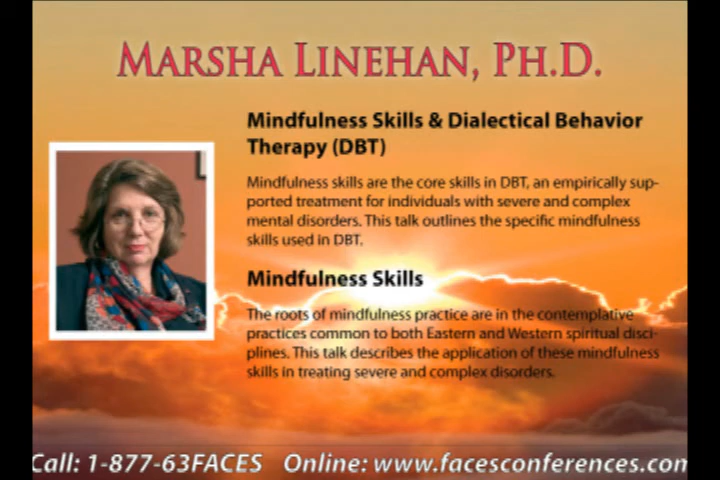 MARSHA LINEHAN, PH.D.
Mindfulness Skills & Dialectical Behavior
Therapy (DBT)
Mindfulness skills are the core skills in DBT, an empirically sup-
ported treatment for individuals with severe and complex
mental disorders. This talk outlines the specific mindfulness
skills used in DBT.
Mindfulness Skills
The roots of mindfulness practice are in the contemplative
practices common to both Eastern and Western spiritual disci-
plines. This talk describes the application of these mindfulness
skills in treating severe and complex disorders.
Call: 1-877-63FACES Online: www.facesconferences.com